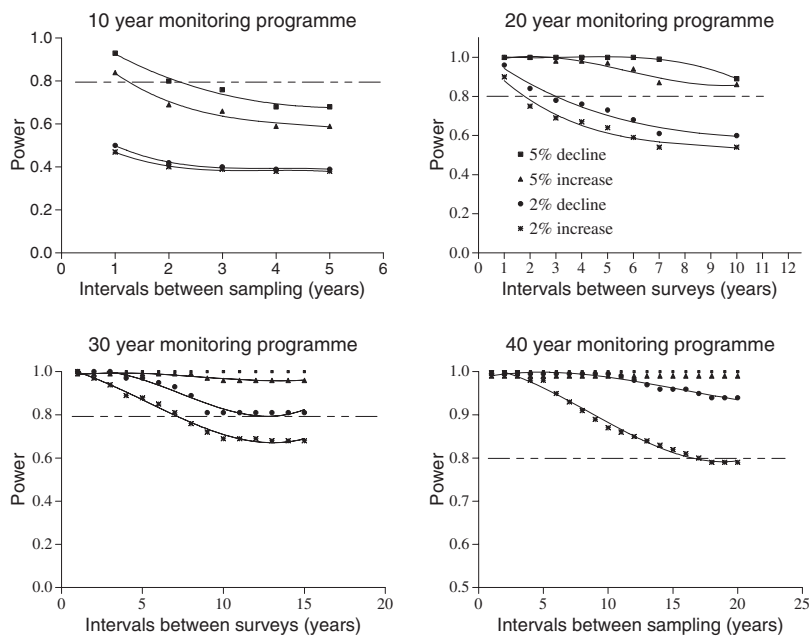 10 year monitoring programme
1.0
0.8
0.6
0.4
0.2
0.0
Power
0 1 2 3 4 5 6
Intervals between sampling (years)
20 year monitoring programme
1.0
0.8
0.6
0.4
0.2
0.0
Power
5% decline
5% increase
2% decline
2% increase
0 1 2 3 4 5 6 7 8 9 10 11 12
Intervals between surveys (years)
30 year monitoring programme
1.0
0.8
0.6
0.4
0.2
0.0
Power
0 5 10 15 20
Intervals between surveys (years)
40 year monitoring programme
1.0
0.9
0.8
0.7
0.6
0.5
Power
0 5 10 15 20 25
Intervals between sampling (years)